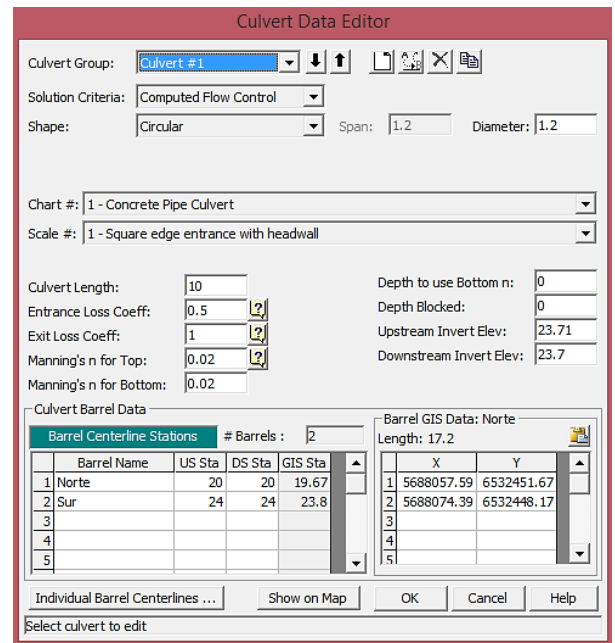 Culvert Data Editor
Culvert Group: Culvert #1
Solution Criteria: Computed Flow Control
Shape: Circular Span: 1.2 Diameter: 1.2
Chart #: 1 - Concrete Pipe Culvert
Scale #: 1 - Square edge entrance with headwall
Culvert Length: 10 Depth to use Bottom n: 0
Entrance Loss Coeff: 0.5 Depth Blocked: 0
Exit Loss Coeff: 1 Upstream Invert Elev: 23.71
Manning's n for Top: 0.02 Downstream Invert Elev: 23.7
Manning's n for Bottom: 0.02
Culvert Barrel Data
Barrel Centerline Stations # Barrels : 2
Barrel Name US Sta DS Sta GIS Sta
1 Norte 20 20 19.67
2 Sur 24 24 23.8
3
4
5
Barrel GIS Data: Norte
Length: 17.2
X Y
1 5688057.59 6532451.67
2 5688074.39 6532448.17
3
4
5
Individual Barrel Centerlines ... Show on Map OK Cancel Help
Select culvert to edit